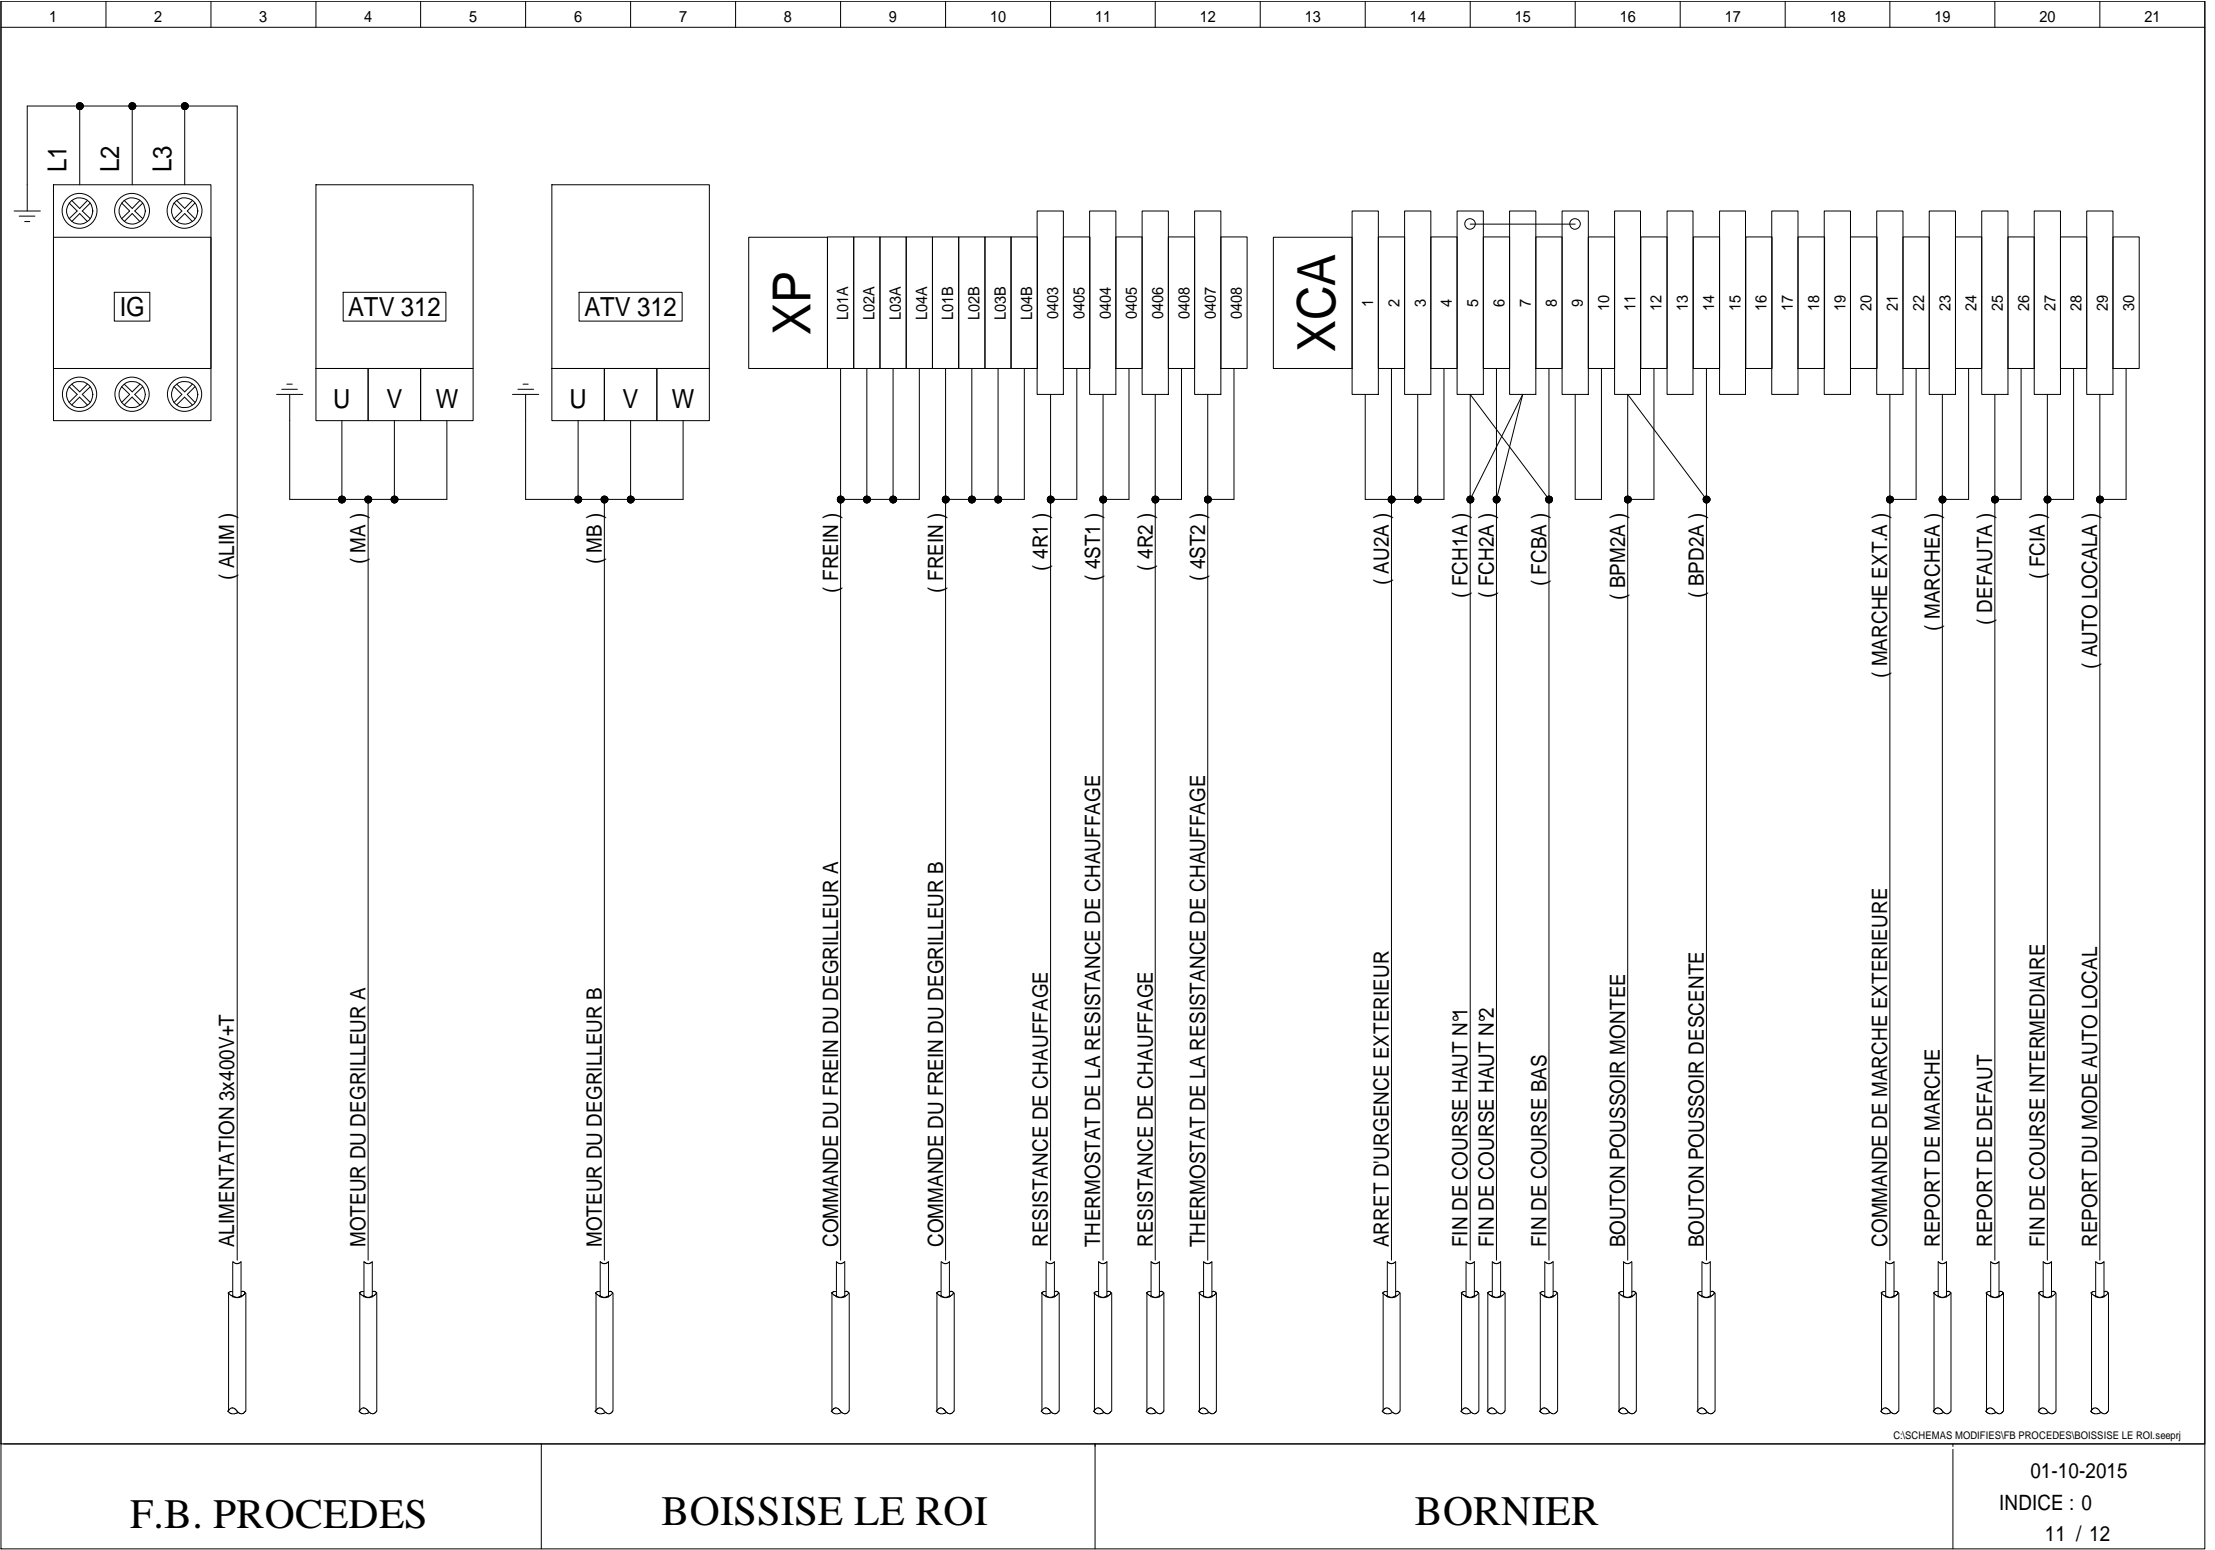 1 2 3 4 5 6 7 8 9 10 11 12 13 14 15 16 17 18 19 20 21
L1 L2 L3
IG
ATV 312
U V W
ATV 312
U V W
XP L01A L02A L03A L04A L01B L02B L03B L04B 0403 0405 0404 0405 0406 0408 0407 0408
XCA 1 2 3 4 5 6 7 8 9 10 11 12 13 14 15 16 17 18 19 20 21 22 23 24 25 26 27 28 29 30
( ALIM )
( MA )
( MB )
( FREIN )
( FREIN )
( 4R1 )
( 4ST1 )
( 4R2 )
( 4ST2 )
( AU2A )
( FCH1A )
( FCH2A )
( FCBA )
( BPM2A )
( BPD2A )
( MARCHE EXT.A )
( MARCHEA )
( DEFAUTA )
( FCIA )
( AUTO LOCALA )
ALIMENTATION 3x400V+T
MOTEUR DU DEGRILLEUR A
MOTEUR DU DEGRILLEUR B
COMMANDE DU FREIN DU DEGRILLEUR A
COMMANDE DU FREIN DU DEGRILLEUR B
RESISTANCE DE CHAUFFAGE
THERMOSTAT DE LA RESISTANCE DE CHAUFFAGE
RESISTANCE DE CHAUFFAGE
THERMOSTAT DE LA RESISTANCE DE CHAUFFAGE
ARRET D'URGENCE EXTERIEUR
FIN DE COURSE HAUT N°1
FIN DE COURSE HAUT N°2
FIN DE COURSE BAS
BOUTON POUSSOIR MONTEE
BOUTON POUSSOIR DESCENTE
COMMANDE DE MARCHE EXTERIEURE
REPORT DE MARCHE
REPORT DE DEFAUT
FIN DE COURSE INTERMEDIAIRE
REPORT DU MODE AUTO LOCAL
C:\SCHEMAS MODIFIES\FB PROCEDES\BOISSISE LE ROI.seeprj
F.B. PROCEDES
BOISSISE LE ROI
BORNIER
01-10-2015
INDICE : 0
11 / 12